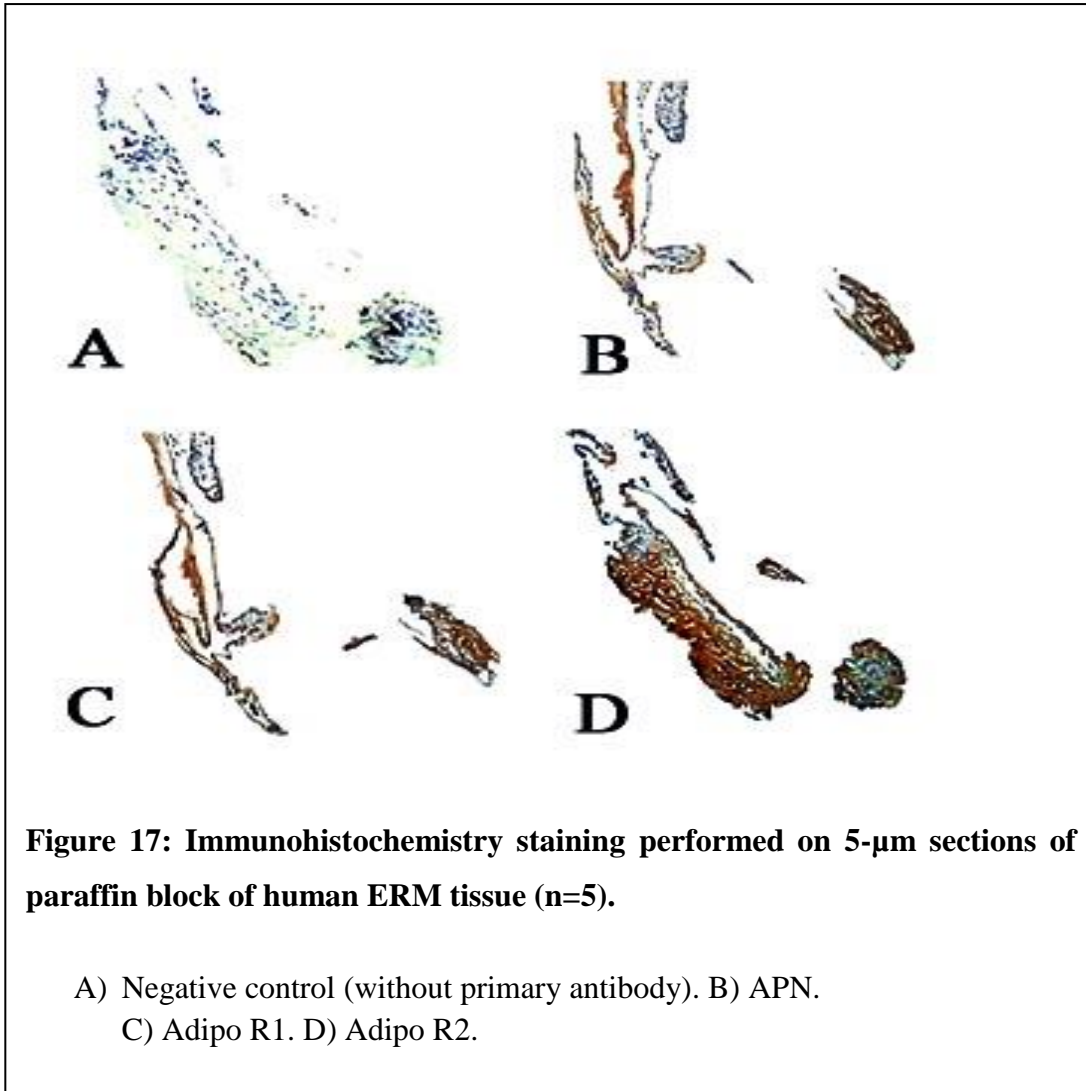 A
B
C
D
Figure 17: Immunohistochemistry staining performed on 5-µm sections of
paraffin block of human ERM tissue (n=5).
A) Negative control (without primary antibody). B) APN.
C) Adipo R1. D) Adipo R2.